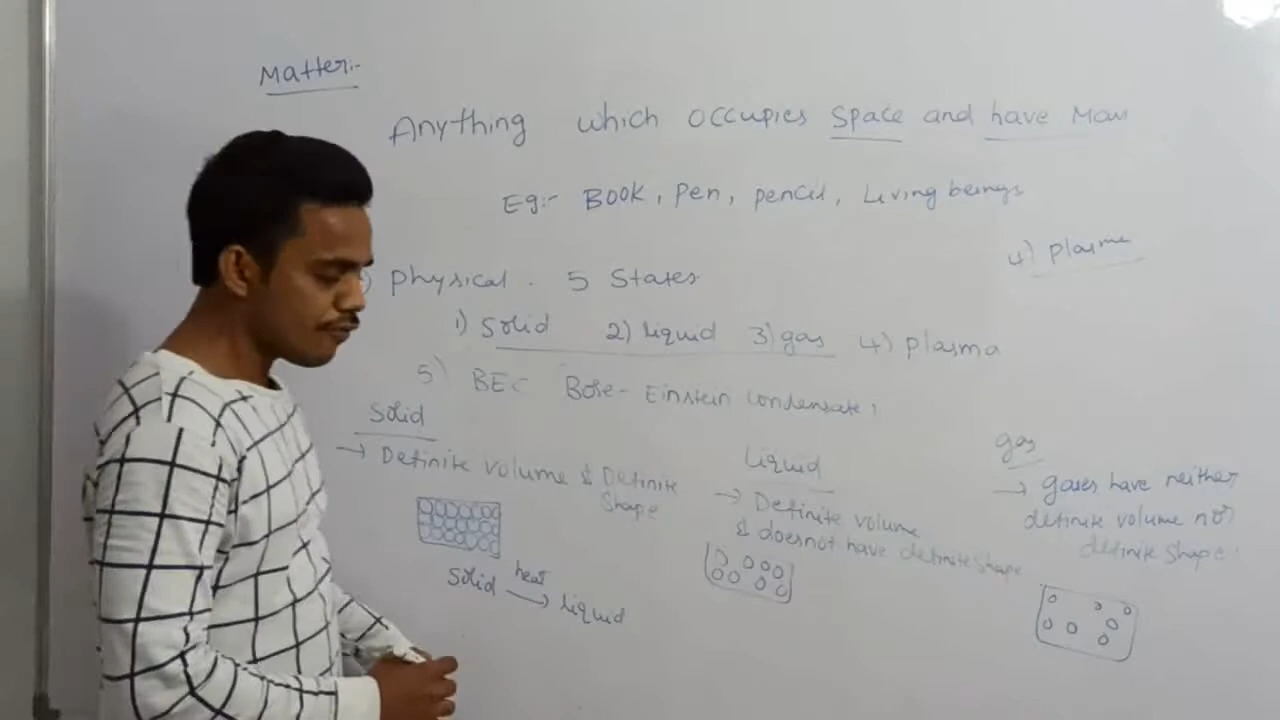 Matter:-
Anything which occupies space and have Mass
Eg:- BOOK, Pen, pencil, Living beings
4) plasma
) physical . 5 States
1) Solid 2) liquid 3) gas 4) plasma
5) BEC Bose-Einstein condensate
Solid
→ Definite volume & Definite
shape
solid heat → liquid
liquid
→ Definite volume
& doesnot have definite shape
gas
→ gases have neither
definite volume nor
definite shape